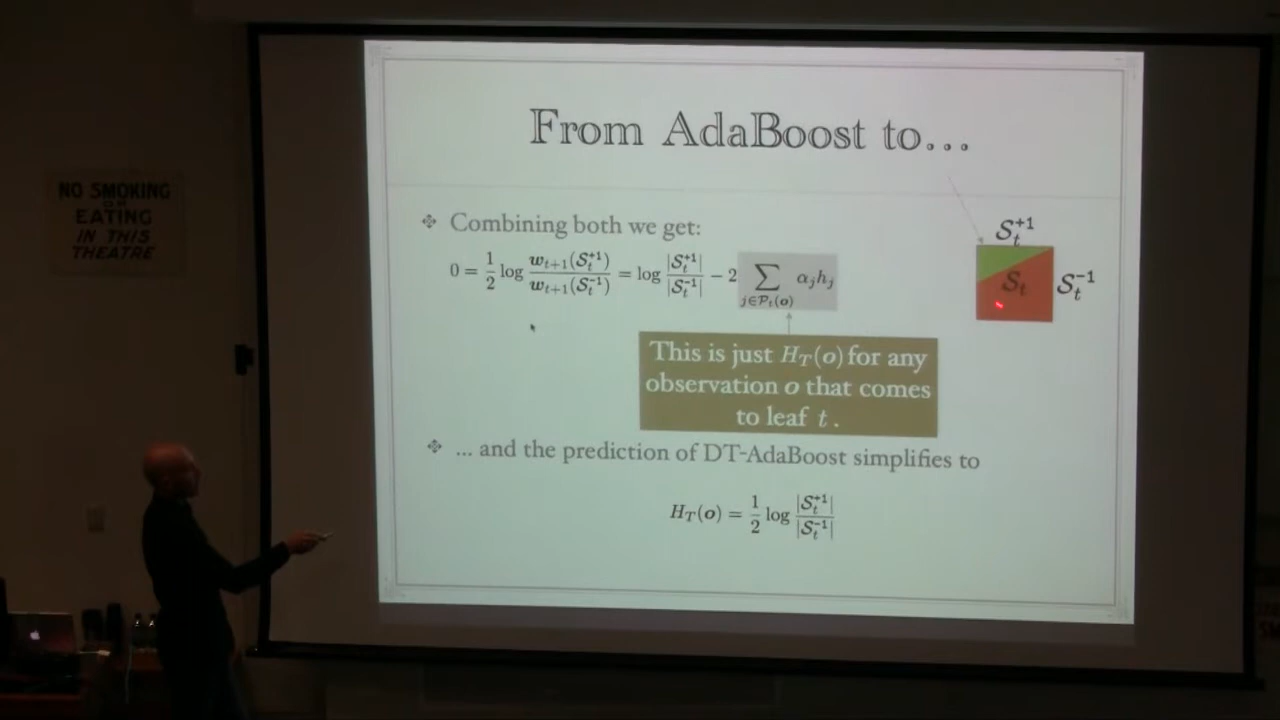 NO SMOKING
OR
EATING
IN THIS
THEATRE
From AdaBoost to...
❖ Combining both we get:
0 = 1/2 log w_{t+1}(S_t^{+1}) / w_{t+1}(S_t^{-1}) = log |S_t^{+1}| / |S_t^{-1}| − 2 ∑_{j∈P_t(o)} α_j h_j
S_t^{+1}
S_t
S_t^{-1}
This is just H_T(o) for any
observation o that comes
to leaf t .
❖ ... and the prediction of DT-AdaBoost simplifies to
H_T(o) = 1/2 log |S_t^{+1}| / |S_t^{-1}|